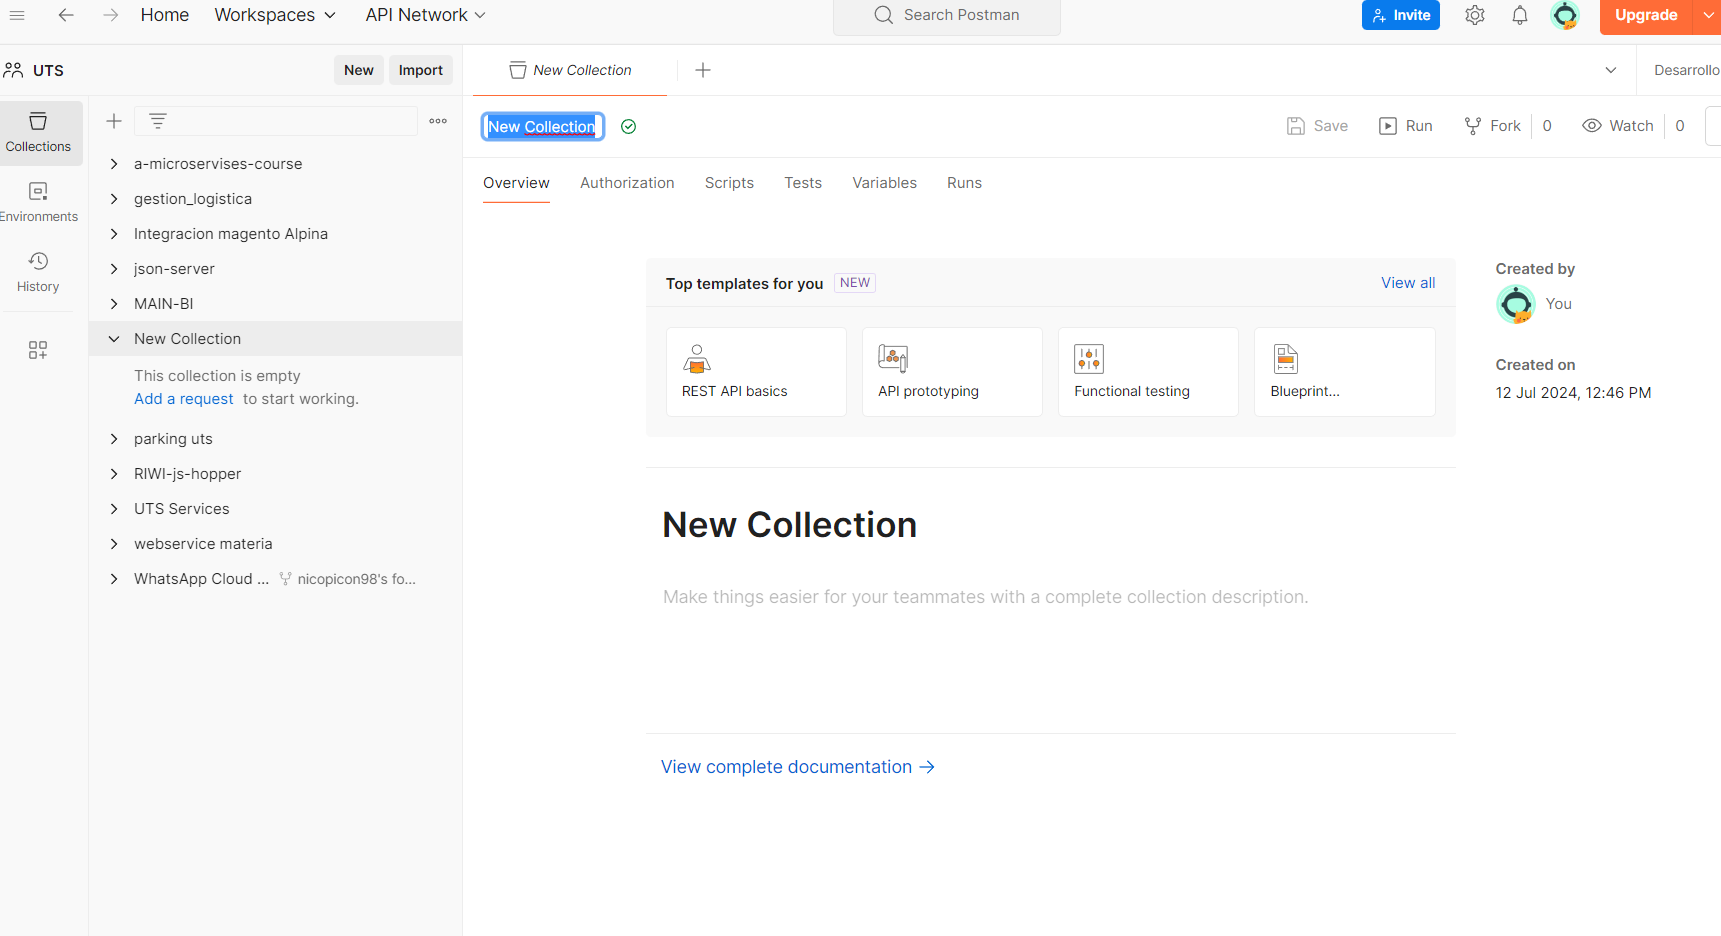 Home Workspaces API Network Search Postman Invite Upgrade
UTS New Import New Collection Desarrollo
Collections
Environments
History
a-microservises-course
gestion_logistica
Integracion magento Alpina
json-server
MAIN-BI
New Collection
This collection is empty
Add a request to start working.
parking uts
RIWI-js-hopper
UTS Services
webservice materia
WhatsApp Cloud ... nicopicon98's fo...
New Collection Save Run Fork 0 Watch 0
Overview Authorization Scripts Tests Variables Runs
Top templates for you NEW View all
REST API basics API prototyping Functional testing Blueprint...
Created by
You
Created on
12 Jul 2024, 12:46 PM
New Collection
Make things easier for your teammates with a complete collection description.
View complete documentation →